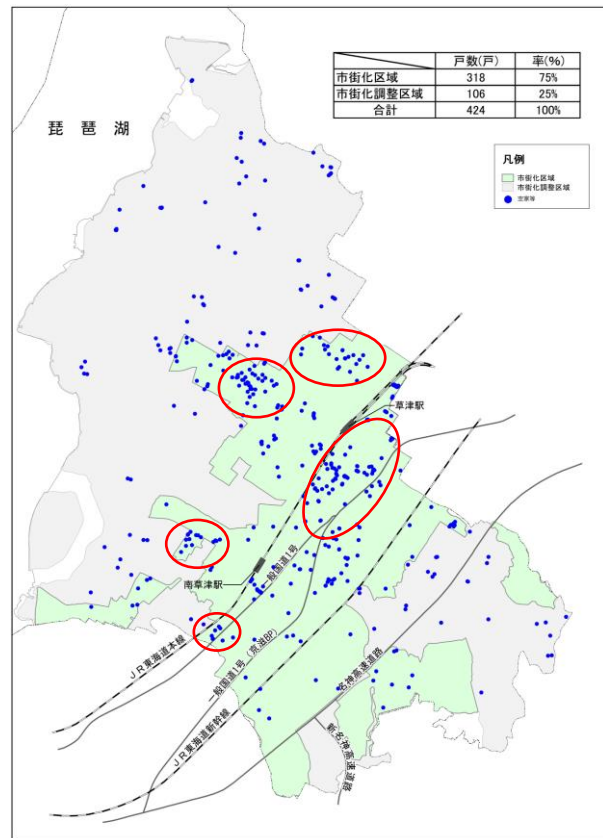 戸数(戸) 率(%)
市街化区域 318 75%
市街化調整区域 106 25%
合計 424 100%
琵琶湖
凡例
市街化区域
市街化調整区域
空家等
草津駅
南草津駅
一般国道1号
JR東海道本線
一般国道1号(京滋BP)
名神高速道路
JR東海道新幹線
新名神高速道路